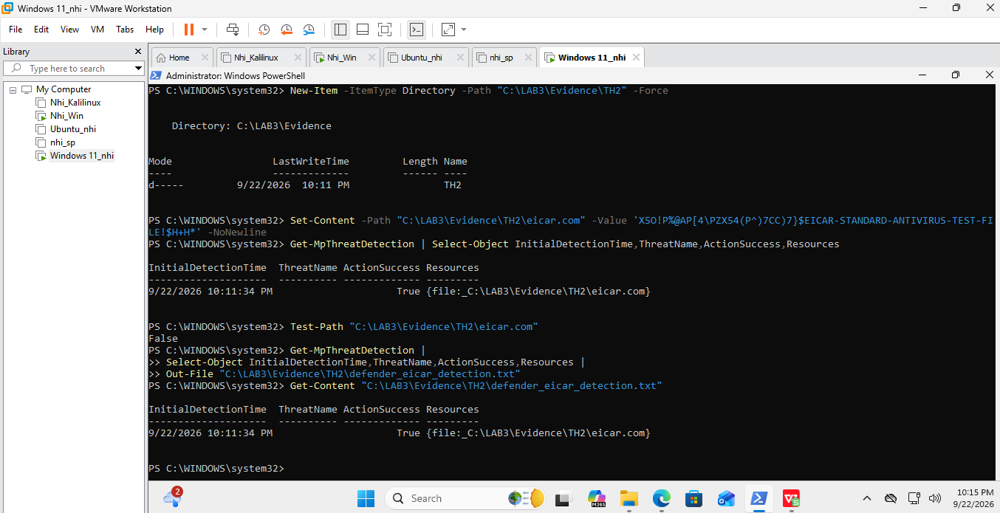 Windows 11_nhi - VMware Workstation
File Edit View VM Tabs Help
Library
Type here to search
My Computer
Nhi_Kalilinux
Nhi_Win
Ubuntu_nhi
nhi_sp
Windows 11_nhi
Home Nhi_Kalilinux Nhi_Win Ubuntu_nhi nhi_sp Windows 11_nhi
Administrator: Windows PowerShell
PS C:\WINDOWS\system32> New-Item -ItemType Directory -Path "C:\LAB3\Evidence\TH2" -Force
Directory: C:\LAB3\Evidence
Mode LastWriteTime Length Name
---- ------------- ------ ----
d----- 9/22/2026 10:11 PM TH2
PS C:\WINDOWS\system32> Set-Content -Path "C:\LAB3\Evidence\TH2\eicar.com" -Value 'X5O!P%@AP[4\PZX54(P^)7CC)7}$EICAR-STANDARD-ANTIVIRUS-TEST-FI
LE!$H+H*' -NoNewline
PS C:\WINDOWS\system32> Get-MpThreatDetection | Select-Object InitialDetectionTime,ThreatName,ActionSuccess,Resources
InitialDetectionTime ThreatName ActionSuccess Resources
-------------------- ---------- ------------- ---------
9/22/2026 10:11:34 PM True {file:_C:\LAB3\Evidence\TH2\eicar.com}
PS C:\WINDOWS\system32> Test-Path "C:\LAB3\Evidence\TH2\eicar.com"
False
PS C:\WINDOWS\system32> Get-MpThreatDetection |
>> Select-Object InitialDetectionTime,ThreatName,ActionSuccess,Resources |
>> Out-File "C:\LAB3\Evidence\TH2\defender_eicar_detection.txt"
PS C:\WINDOWS\system32> Get-Content "C:\LAB3\Evidence\TH2\defender_eicar_detection.txt"
InitialDetectionTime ThreatName ActionSuccess Resources
-------------------- ---------- ------------- ---------
9/22/2026 10:11:34 PM True {file:_C:\LAB3\Evidence\TH2\eicar.com}
PS C:\WINDOWS\system32>
2
Search
M365
10:15 PM
9/22/2026